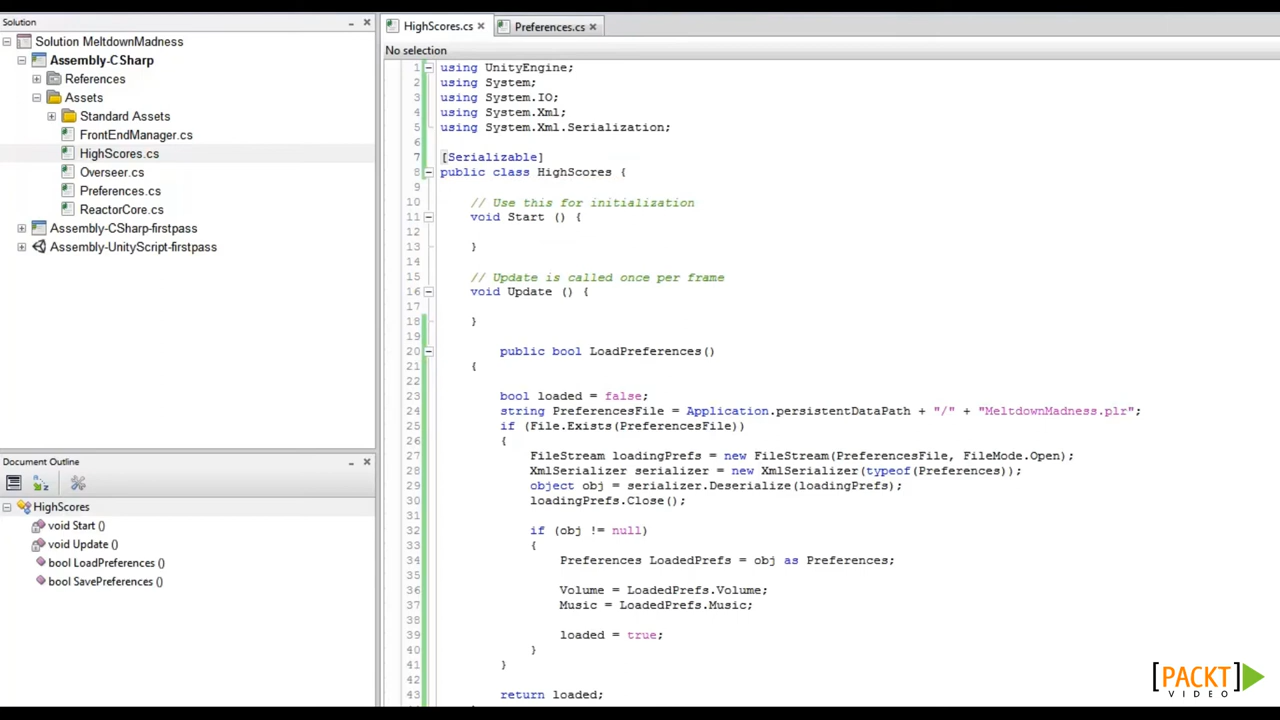 Solution
Solution MeltdownMadness
Assembly-CSharp
References
Assets
Standard Assets
FrontEndManager.cs
HighScores.cs
Overseer.cs
Preferences.cs
ReactorCore.cs
Assembly-CSharp-firstpass
Assembly-UnityScript-firstpass
Document Outline
HighScores
void Start ()
void Update ()
bool LoadPreferences ()
bool SavePreferences ()
HighScores.cs
Preferences.cs
No selection
1 using UnityEngine;
2 using System;
3 using System.IO;
4 using System.Xml;
5 using System.Xml.Serialization;
6
7 [Serializable]
8 public class HighScores {
9
10 // Use this for initialization
11 void Start () {
12
13 }
14
15 // Update is called once per frame
16 void Update () {
17
18 }
19
20 public bool LoadPreferences()
21 {
22
23 bool loaded = false;
24 string PreferencesFile = Application.persistentDataPath + "/" + "MeltdownMadness.plr";
25 if (File.Exists(PreferencesFile))
26 {
27 FileStream loadingPrefs = new FileStream(PreferencesFile, FileMode.Open);
28 XmlSerializer serializer = new XmlSerializer(typeof(Preferences));
29 object obj = serializer.Deserialize(loadingPrefs);
30 loadingPrefs.Close();
31
32 if (obj != null)
33 {
34 Preferences LoadedPrefs = obj as Preferences;
35
36 Volume = LoadedPrefs.Volume;
37 Music = LoadedPrefs.Music;
38
39 loaded = true;
40 }
41 }
42
43 return loaded;
[PACKT]
VIDEO